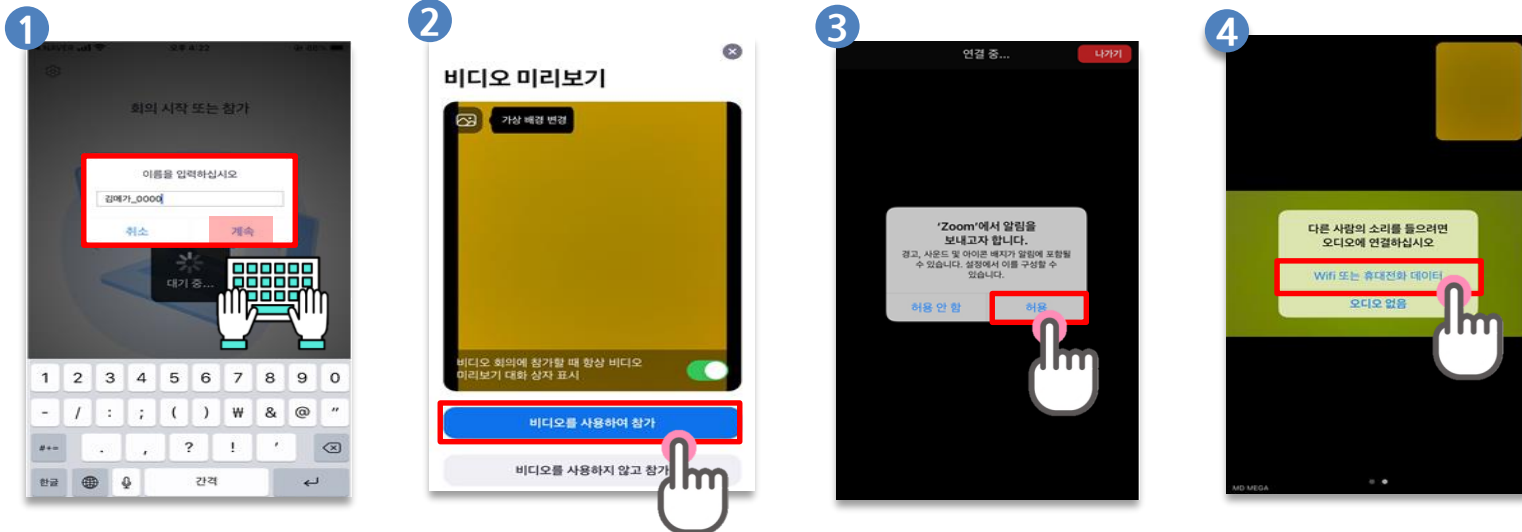 1
오후 4:22
회의 시작 또는 참가
이름을 입력하십시오
김메가_0000
취소
계속
대기 중...
1 2 3 4 5 6 7 8 9 0
- / : ; ( ) ₩ & @ "
#+= . , ? ! '
한글
간격
2
비디오 미리보기
가상 배경 변경
비디오 회의에 참가할 때 항상 비디오
미리보기 대화 상자 표시
비디오를 사용하여 참가
비디오를 사용하지 않고 참가
3
연결 중...
나가기
'Zoom'에서 알림을
보내고자 합니다.
경고, 사운드 및 아이콘 배지가 알림에 포함될
수 있습니다. 설정에서 이를 구성할 수
있습니다.
허용 안 함
허용
4
다른 사람의 소리를 들으려면
오디오에 연결하십시오
Wifi 또는 휴대전화 데이터
오디오 없음
MD MEGA